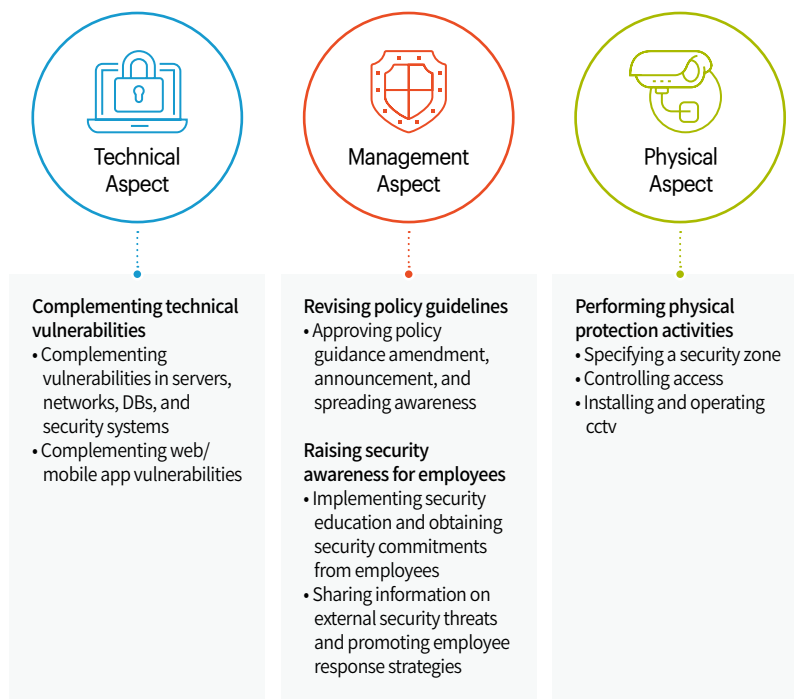 Technical
Aspect
Complementing technical
vulnerabilities
• Complementing
vulnerabilities in servers,
networks, DBs, and
security systems
• Complementing web/
mobile app vulnerabilities
Management
Aspect
Revising policy guidelines
• Approving policy
guidance amendment,
announcement, and
spreading awareness
Raising security
awareness for employees
• Implementing security
education and obtaining
security commitments
from employees
• Sharing information on
external security threats
and promoting employee
response strategies
Physical
Aspect
Performing physical
protection activities
• Specifying a security zone
• Controlling access
• Installing and operating
cctv